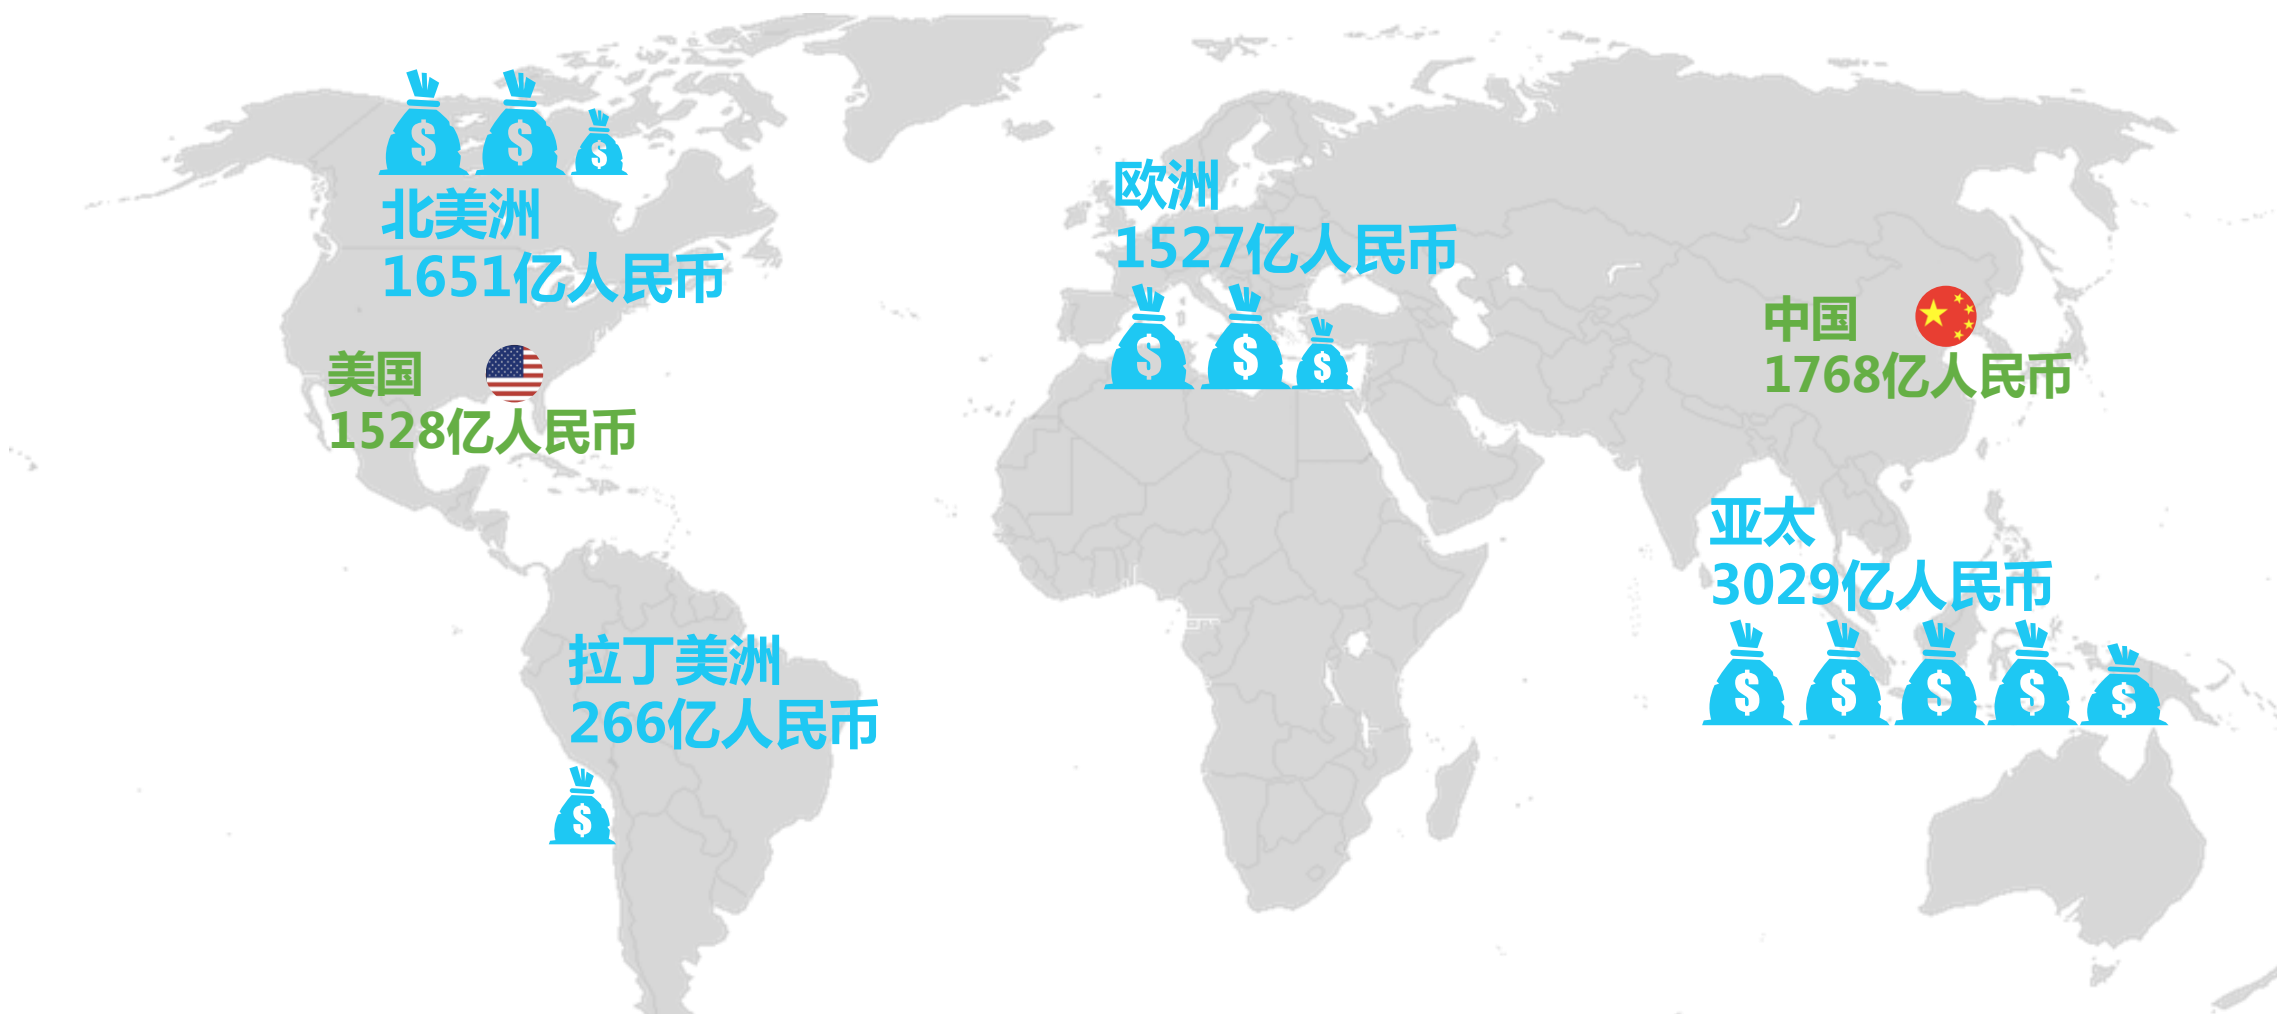 北美洲
1651亿人民币
美国
1528亿人民币
欧洲
1527亿人民币
中国
1768亿人民币
亚太
3029亿人民币
拉丁美洲
266亿人民币